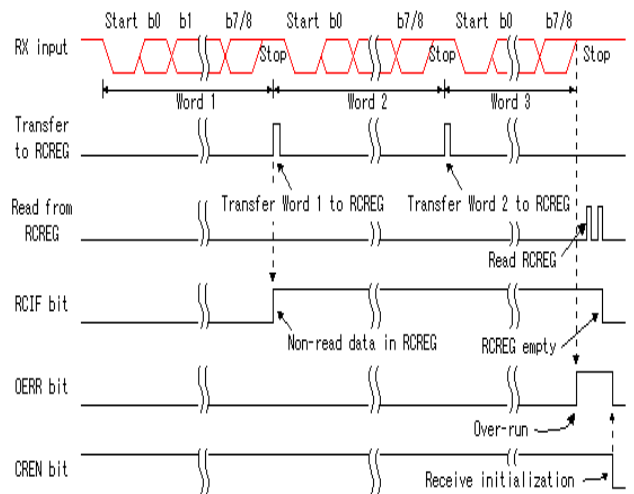 Start b0 b1 b7/8 Start b0 b7/8 Start b0 b7/8
RX input
Stop Stop Stop
Word 1 Word 2 Word 3
Transfer
to RCREG
Transfer Word 1 to RCREG Transfer Word 2 to RCREG
Read from
RCREG
Read RCREG
RCIF bit
Non-read data in RCREG
RCREG empty
OERR bit
Over-run
CREN bit
Receive initialization